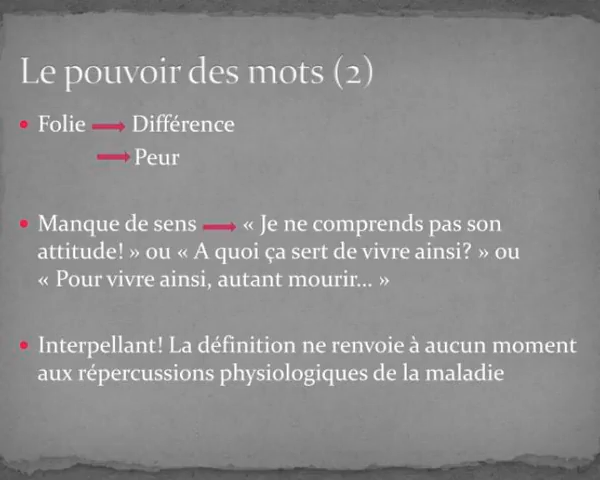 Le pouvoir des mots (2)
Folie Différence
Peur
Manque de sens « Je ne comprends pas son
attitude! » ou « A quoi ça sert de vivre ainsi? » ou
« Pour vivre ainsi, autant mourir... »
Interpellant! La définition ne renvoie à aucun moment
aux répercussions physiologiques de la maladie